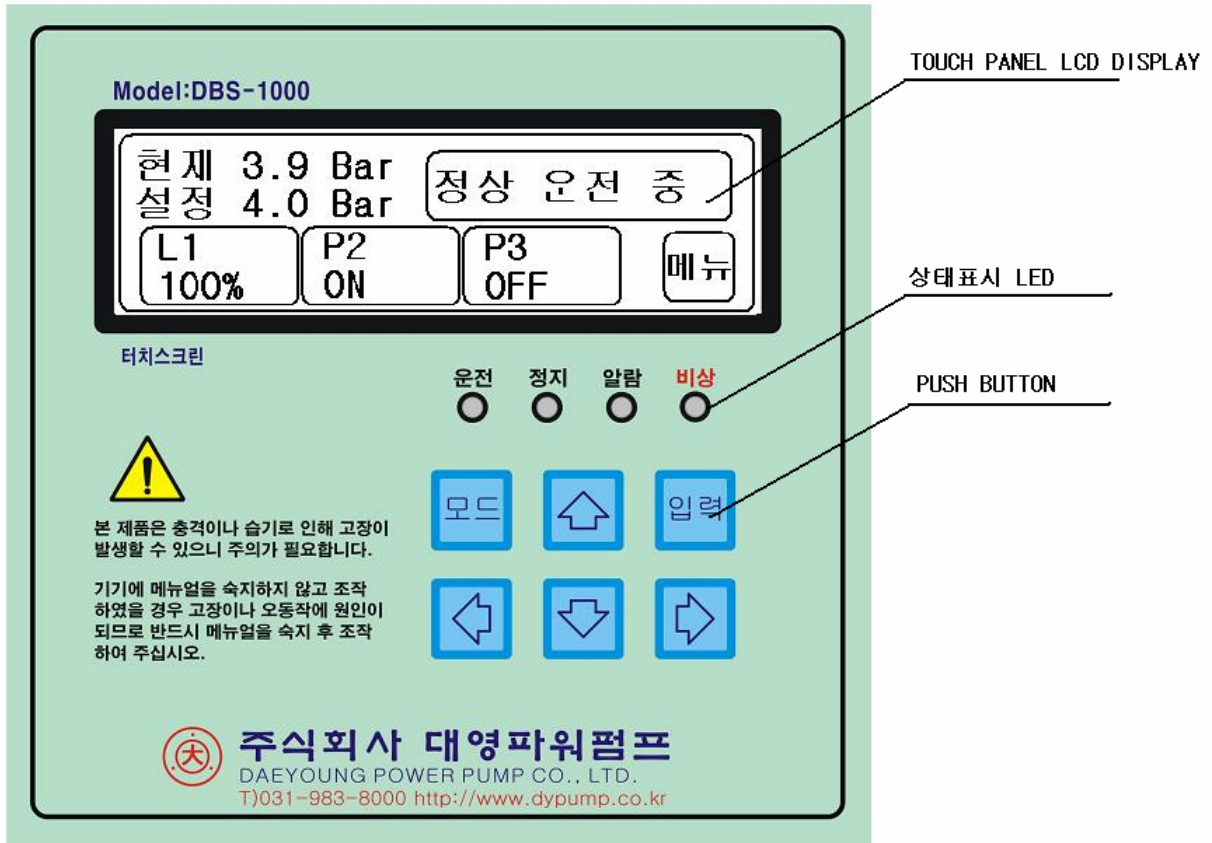 TOUCH PANEL LCD DISPLAY
Model:DBS-1000
현재 3.9 Bar
설정 4.0 Bar
정상 운전 중
L1
100%
P2
ON
P3
OFF
메뉴
터치스크린
상태표시 LED
운전 정지 알람 비상
PUSH BUTTON
모드
입력
본 제품은 충격이나 습기로 인해 고장이
발생할 수 있으니 주의가 필요합니다.
기기에 메뉴얼을 숙지하지 않고 조작
하였을 경우 고장이나 오동작에 원인이
되므로 반드시 메뉴얼을 숙지 후 조작
하여 주십시오.
大
주식회사 대영파워펌프
DAEYOUNG POWER PUMP CO., LTD.
T)031-983-8000 http://www.dypump.co.kr